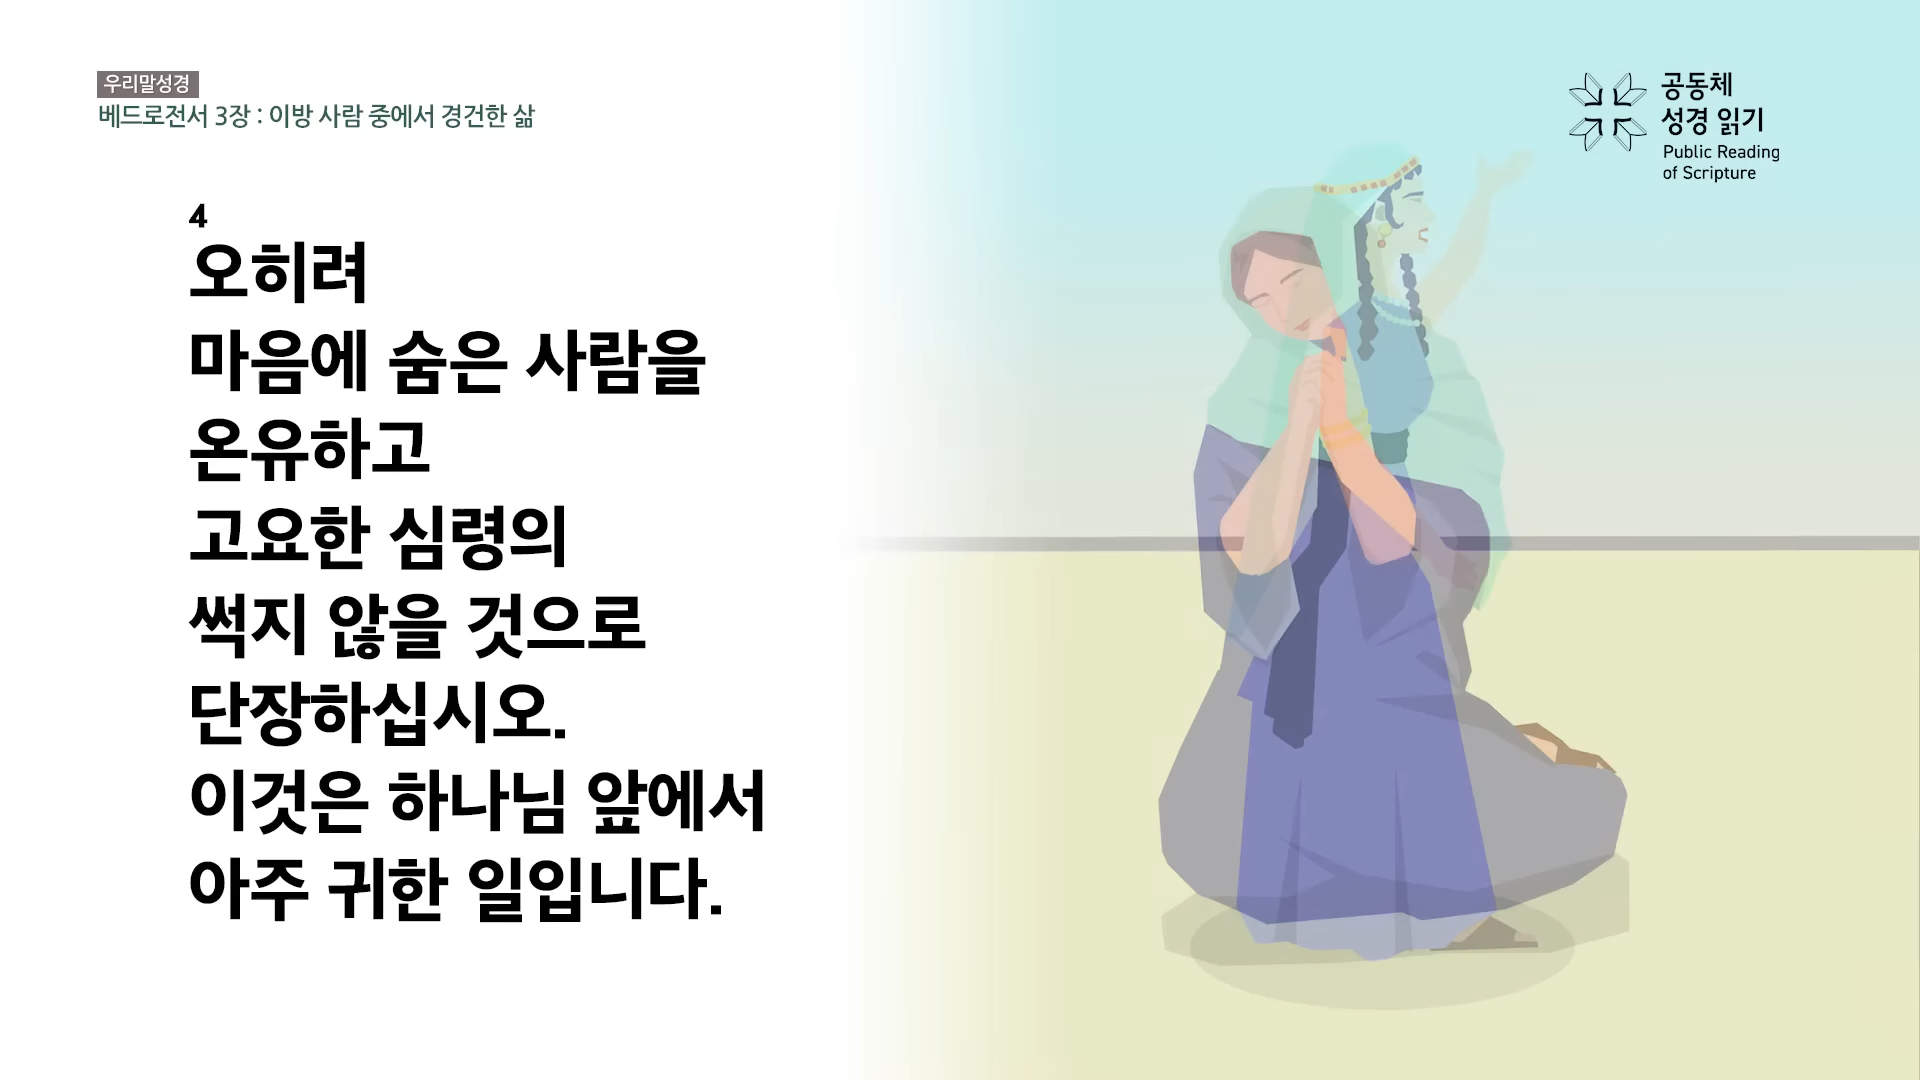 우리말성경
베드로전서 3장 : 이방 사람 중에서 경건한 삶
공동체
성경 읽기
Public Reading
of Scripture
4
오히려
마음에 숨은 사람을
온유하고
고요한 심령의
썩지 않을 것으로
단장하십시오.
이것은 하나님 앞에서
아주 귀한 일입니다.